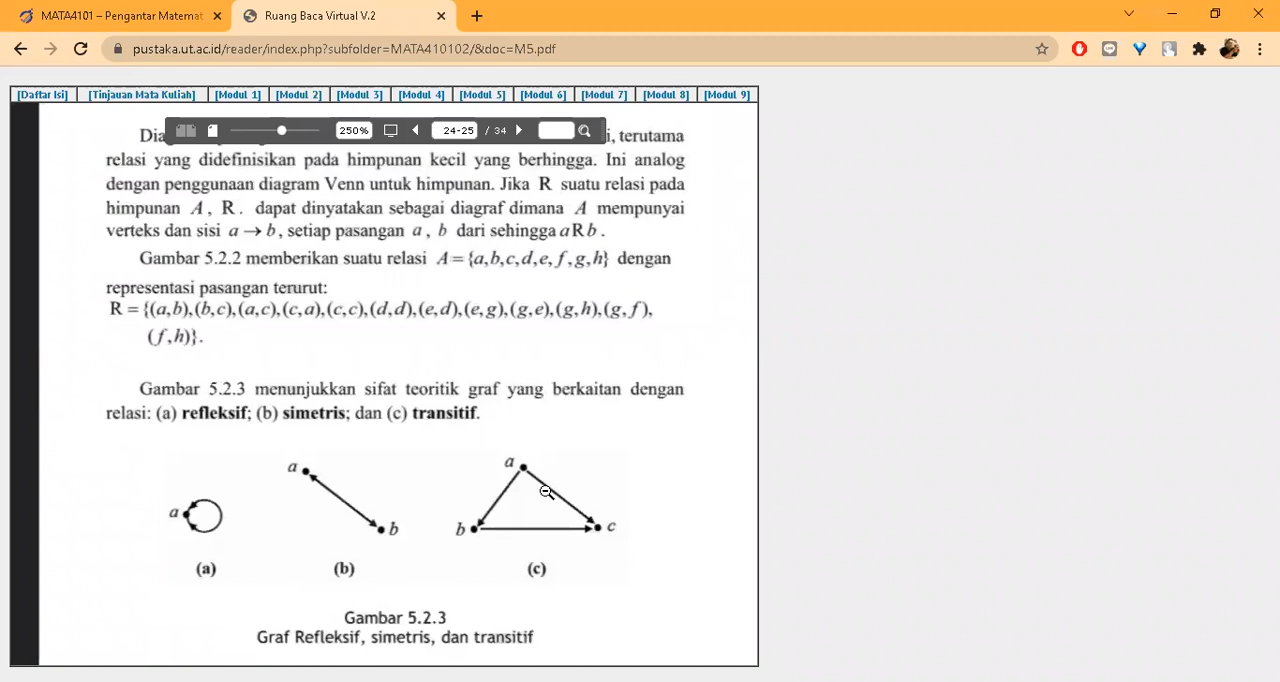 MATA4101 – Pengantar Matemat
Ruang Baca Virtual V.2
pustaka.ut.ac.id/reader/index.php?subfolder=MATA410102/&doc=M5.pdf
[Daftar Isi] [Tinjauan Mata Kuliah] [Modul 1] [Modul 2] [Modul 3] [Modul 4] [Modul 5] [Modul 6] [Modul 7] [Modul 8] [Modul 9]
250% 24-25 / 34
i, terutama
relasi yang didefinisikan pada himpunan kecil yang berhingga. Ini analog
dengan penggunaan diagram Venn untuk himpunan. Jika R suatu relasi pada
himpunan A, R. dapat dinyatakan sebagai diagraf dimana A mempunyai
verteks dan sisi a → b, setiap pasangan a, b dari sehingga aRb.
Gambar 5.2.2 memberikan suatu relasi A={a,b,c,d,e,f,g,h} dengan
representasi pasangan terurut:
R = {(a,b),(b,c),(a,c),(c,a),(c,c),(d,d),(e,d),(e,g),(g,e),(g,h),(g,f),
(f,h)}.
Gambar 5.2.3 menunjukkan sifat teoritik graf yang berkaitan dengan
relasi: (a) refleksif; (b) simetris; dan (c) transitif.
a
a
b
a
b
c
(a) (b) (c)
Gambar 5.2.3
Graf Refleksif, simetris, dan transitif